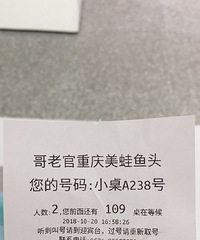 哥老官重庆美蛙鱼头
您的号码:小桌A238号
人数:2,您前面还有 109 桌在等候
2018-10-20 16:58:26
听到叫号请到迎宾台，过号请重新取号